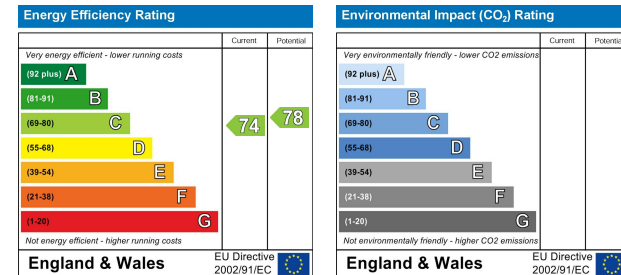 Energy Efficiency Rating
Current Potential
Very energy efficient - lower running costs
(92 plus) A
(81-91) B
(69-80) C
74 78
(55-68) D
(39-54) E
(21-38) F
(1-20) G
Not energy efficient - higher running costs
England & Wales
EU Directive
2002/91/EC
Environmental Impact (CO₂) Rating
Current Potentia
Very environmentally friendly - lower CO2 emissions
(92 plus) A
(81-91) B
(69-80) C
(55-68) D
(39-54) E
(21-38) F
(1-20) G
Not environmentally friendly - higher CO2 emissions
England & Wales
EU Directive
2002/91/EC